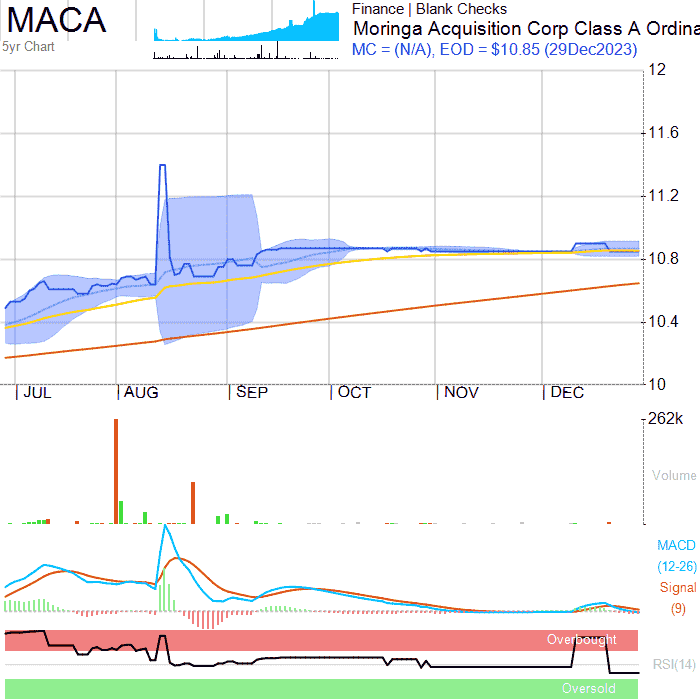 MACA
5yr Chart
Finance | Blank Checks
Moringa Acquisition Corp Class A Ordina
MC = (N/A), EOD = $10.85 (29Dec2023)
12
11.6
11.2
10.8
10.4
10
JUL AUG SEP OCT NOV DEC
262k
Volume
MACD
(12-26)
Signal
(9)
Overbought
RSI(14)
Oversold